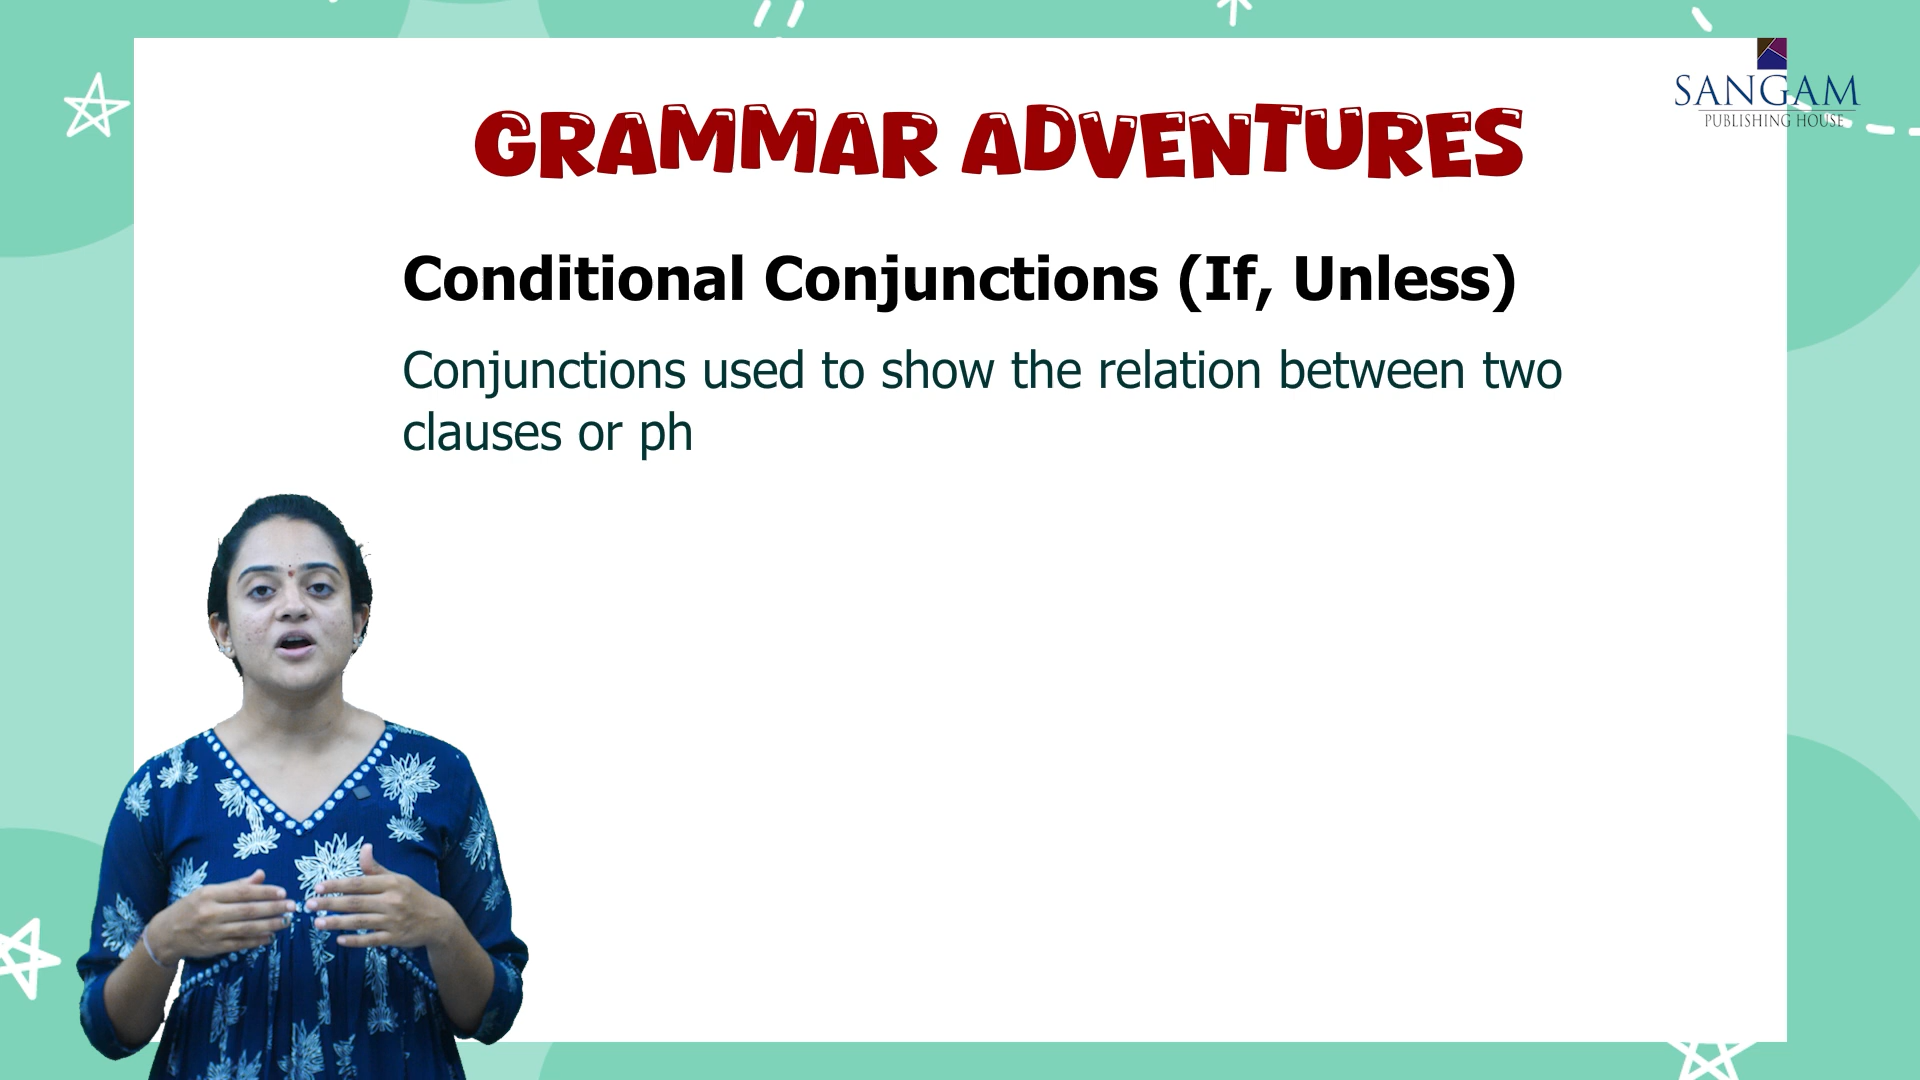 SANGAM
PUBLISHING HOUSE
GRAMMAR ADVENTURES
Conditional Conjunctions (If, Unless)
Conjunctions used to show the relation between two
clauses or ph